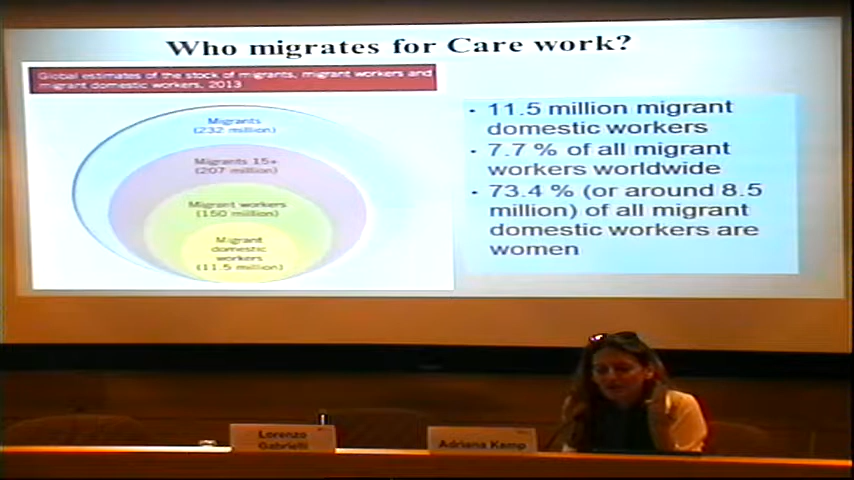 Who migrates for Care work?
Global estimates of the stock of migrants, migrant workers and
migrant domestic workers, 2013
Migrants
(232 million)
Migrants 15+
(207 million)
Migrant workers
(150 million)
Migrant
domestic
workers
(11.5 million)
• 11.5 million migrant
domestic workers
• 7.7 % of all migrant
workers worldwide
• 73.4 % (or around 8.5
million) of all migrant
domestic workers are
women
Lorenzo
Gabrielli
Adriana Kemp